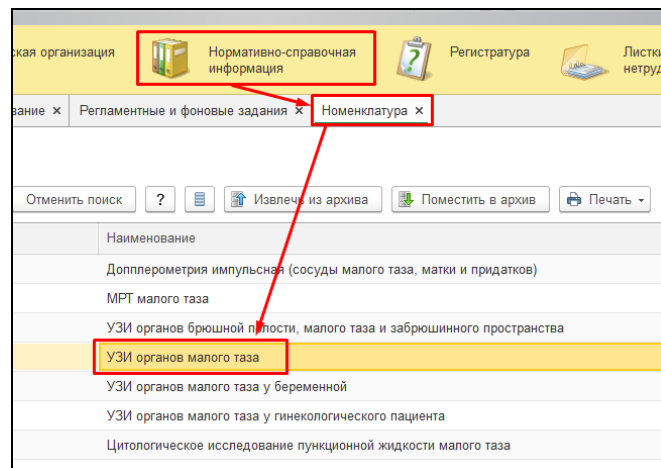 ская организация
Нормативно-справочная
информация
Регистратура
Листки
нетруд
вание × Регламентные и фоновые задания × Номенклатура ×
Отменить поиск ? Извлечь из архива Поместить в архив Печать
Наименование
Допплерометрия импульсная (сосуды малого таза, матки и придатков)
МРТ малого таза
УЗИ органов брюшной полости, малого таза и забрюшинного пространства
УЗИ органов малого таза
УЗИ органов малого таза у беременной
УЗИ органов малого таза у гинекологического пациента
Цитологическое исследование пункционной жидкости малого таза